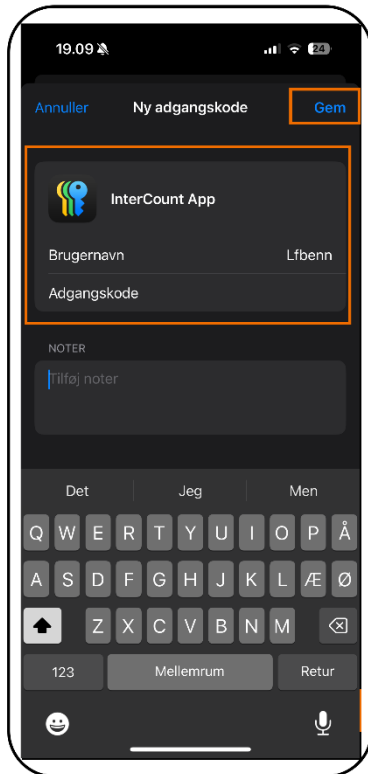 19.09 24
Annuller Ny adgangskode Gem
InterCount App
Brugernavn Lfbenn
Adgangskode
NOTER
Tilføj noter
Det Jeg Men
Q W E R T Y U I O P Å
A S D F G H J K L Æ Ø
Z X C V B N M
123 Mellemrum Retur